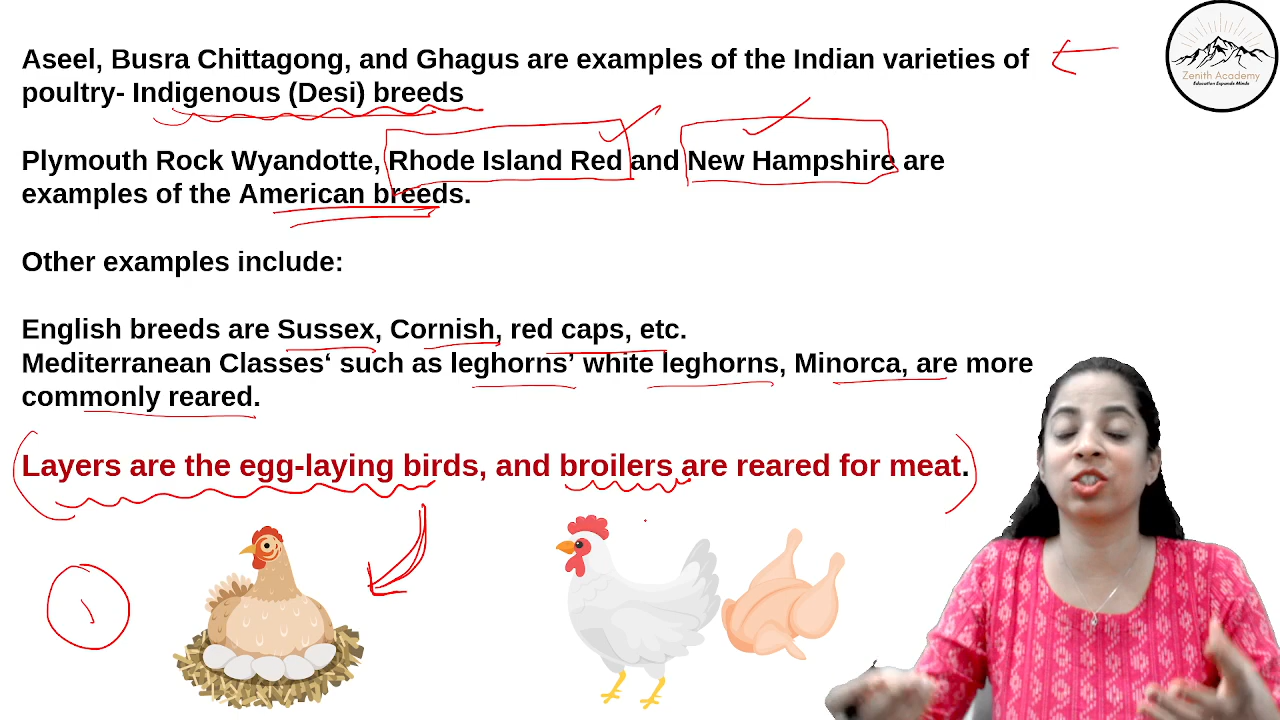 Aseel, Busra Chittagong, and Ghagus are examples of the Indian varieties of
poultry- Indigenous (Desi) breeds
Plymouth Rock Wyandotte, Rhode Island Red and New Hampshire are
examples of the American breeds.
Other examples include:
English breeds are Sussex, Cornish, red caps, etc.
Mediterranean Classes‘ such as leghorns’ white leghorns, Minorca, are more
commonly reared.
Layers are the egg-laying birds, and broilers are reared for meat.
Zenith Academy
Education Expands Minds